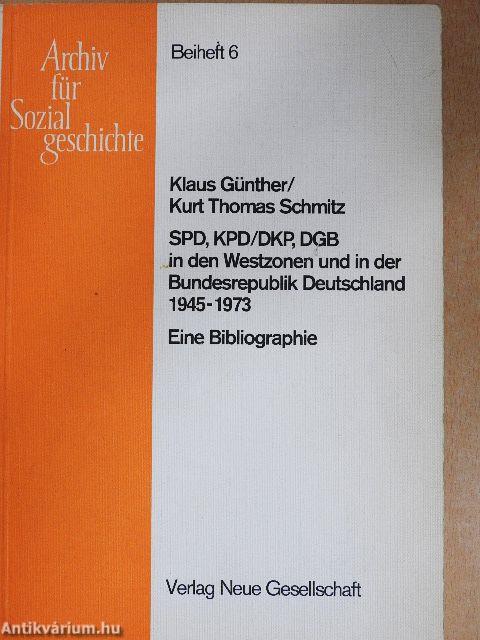 Archiv
für
Sozial
geschichte
Beiheft 6
Klaus Günther/
Kurt Thomas Schmitz
SPD, KPD/DKP, DGB
in den Westzonen und in der
Bundesrepublik Deutschland
1945-1973
Eine Bibliographie
Verlag Neue Gesellschaft
Antikvárium.hu